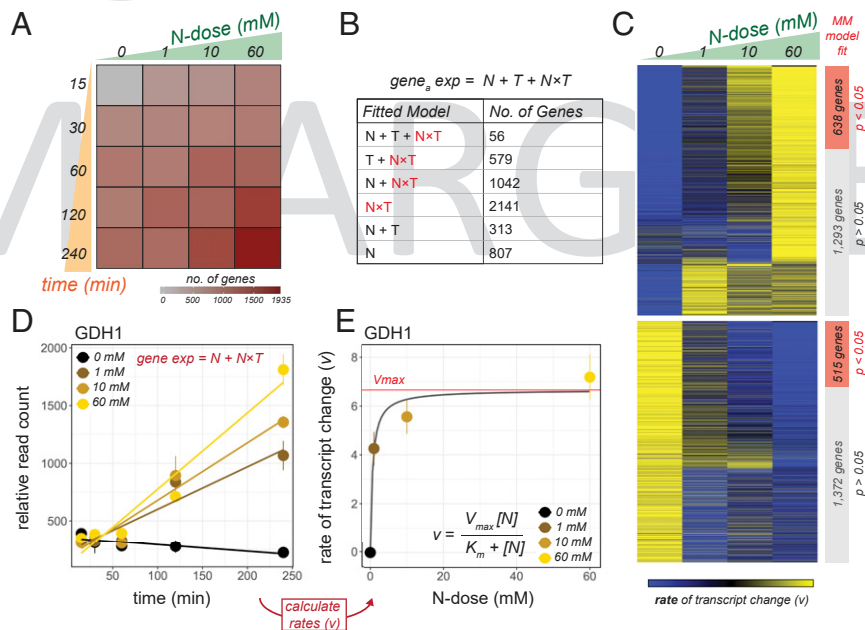 A
N-dose (mM)
0 1 10 60
15
30
60
120
240
time (min)
no. of genes
0 500 1000 1500 1935
B
geneₐ exp = N + T + N×T
Fitted Model No. of Genes
N + T + N×T 56
T + N×T 579
N + N×T 1042
N×T 2141
N + T 313
N 807
C
N-dose (mM)
0 1 10 60
MM
model
fit
638 genes
p < 0.05
1,293 genes
p > 0.05
515 genes
p < 0.05
1,372 genes
p > 0.05
rate of transcript change (v)
D
GDH1
gene exp = N + N×T
0 mM
1 mM
10 mM
60 mM
relative read count
2000
1500
1000
500
0 50 100 150 200 250
time (min)
calculate
rates (v)
E
GDH1
Vmax
rate of transcript change (v)
8
6
4
2
0
v = Vmax [N] / Km + [N]
0 mM
1 mM
10 mM
60 mM
0 20 40 60
N-dose (mM)